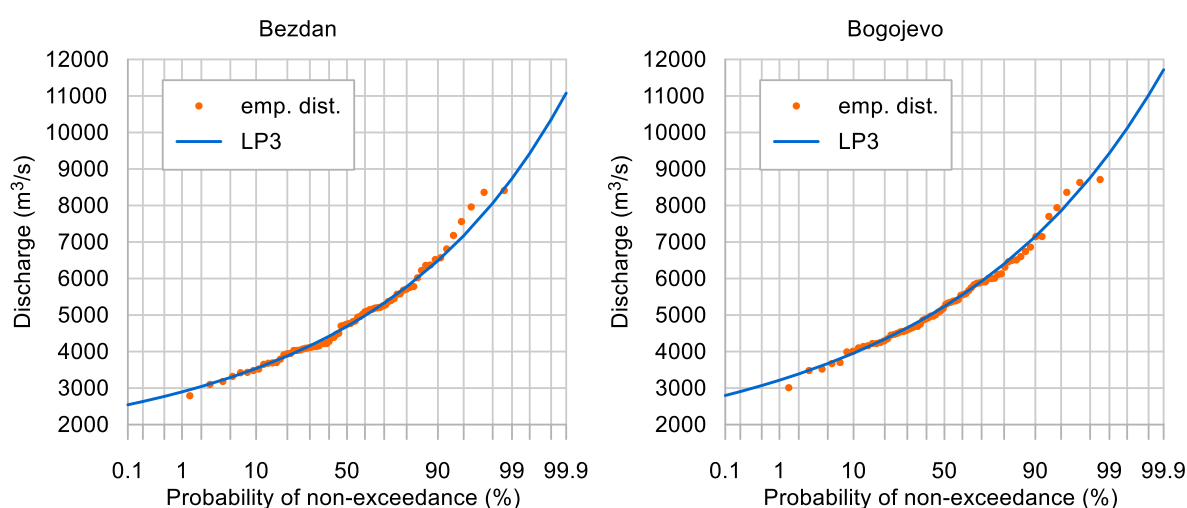 Bezdan
12000
11000
10000
9000
8000
7000
6000
5000
4000
3000
2000
Discharge (m³/s)
emp. dist.
LP3
0.1 1 10 50 90 99 99.9
Probability of non-exceedance (%)
Bogojevo
12000
11000
10000
9000
8000
7000
6000
5000
4000
3000
2000
Discharge (m³/s)
emp. dist.
LP3
0.1 1 10 50 90 99 99.9
Probability of non-exceedance (%)